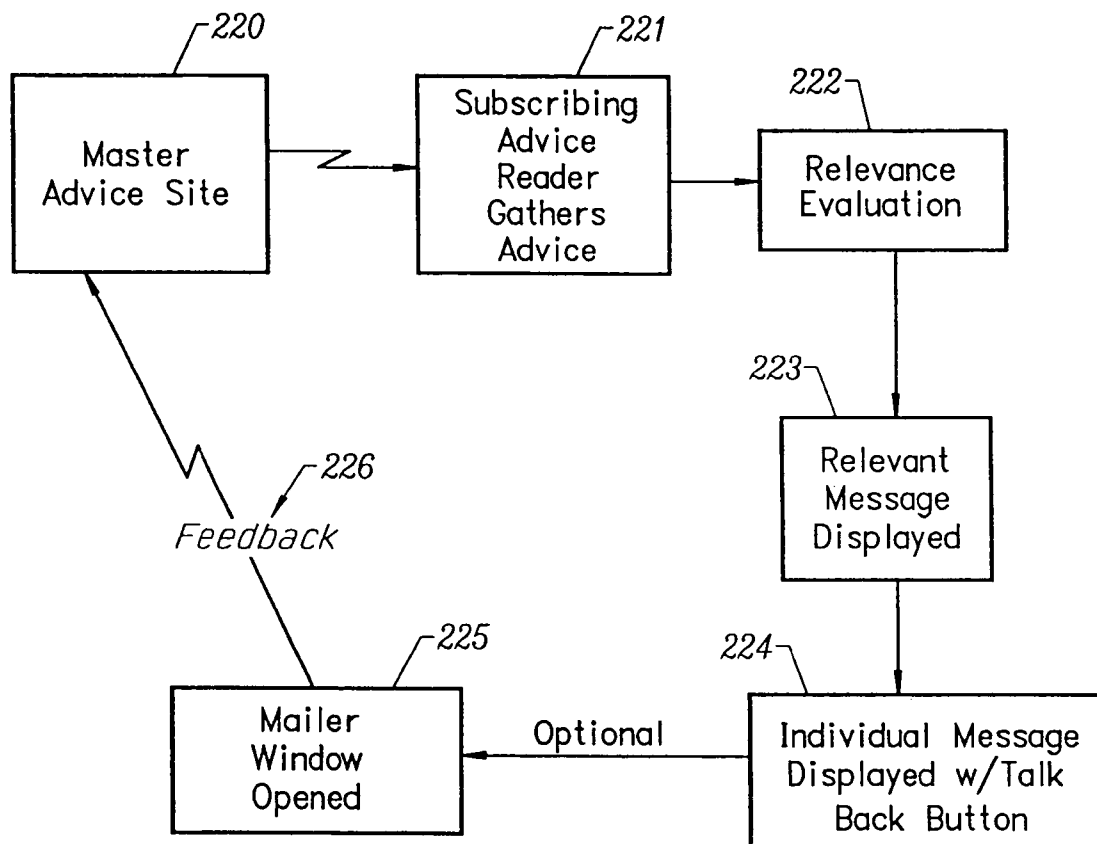 220
Master
Advice Site
221
Subscribing
Advice
Reader
Gathers
Advice
222
Relevance
Evaluation
223
Relevant
Message
Displayed
224
Individual Message
Displayed w/Talk
Back Button
Optional
225
Mailer
Window
Opened
226
Feedback